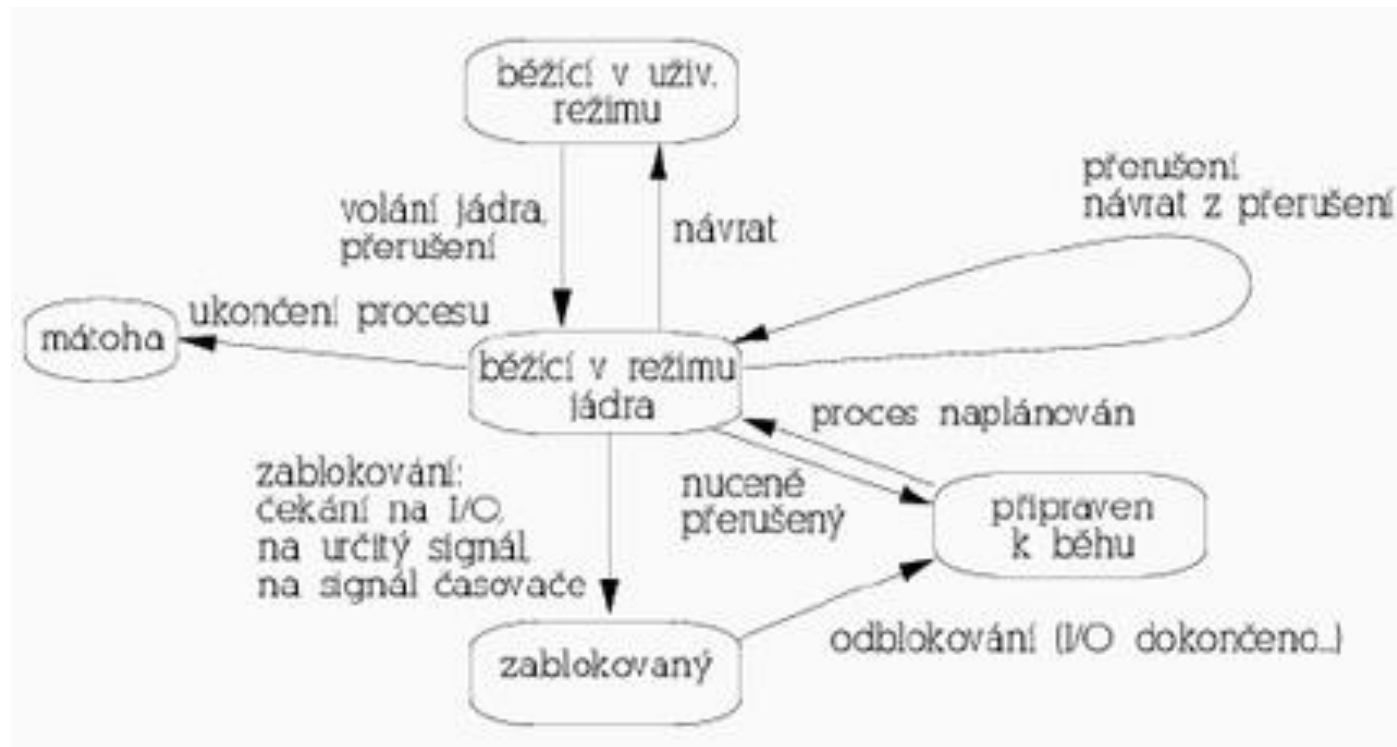 běžící v uživ.
režimu
přerušení
návrat z přerušení
volání jádra,
přerušení
návrat
ukončení procesu
mátoha
běžící v režimu
jádra
proces naplánován
zablokování:
čekání na I/O,
na určitý signál,
na signál časovače
nuceně
přerušený
připraven
k běhu
odblokování (I/O dokončeno...)
zablokovaný